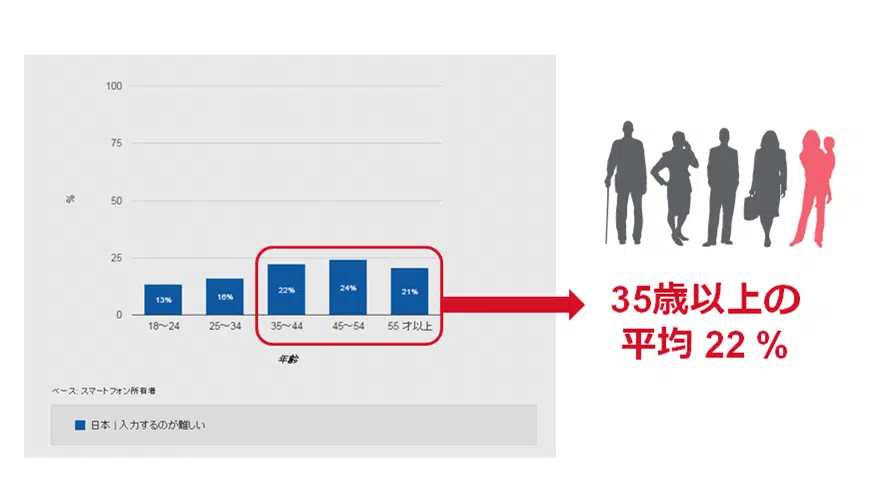 100
75
50
25
0
%
13%
16%
22%
24%
21%
18～24
25～34
35～44
45～54
55 才以上
年齢
ベース: スマートフォン所有者
日本 | 入力するのが難しい
35歳以上の
平均 22 %